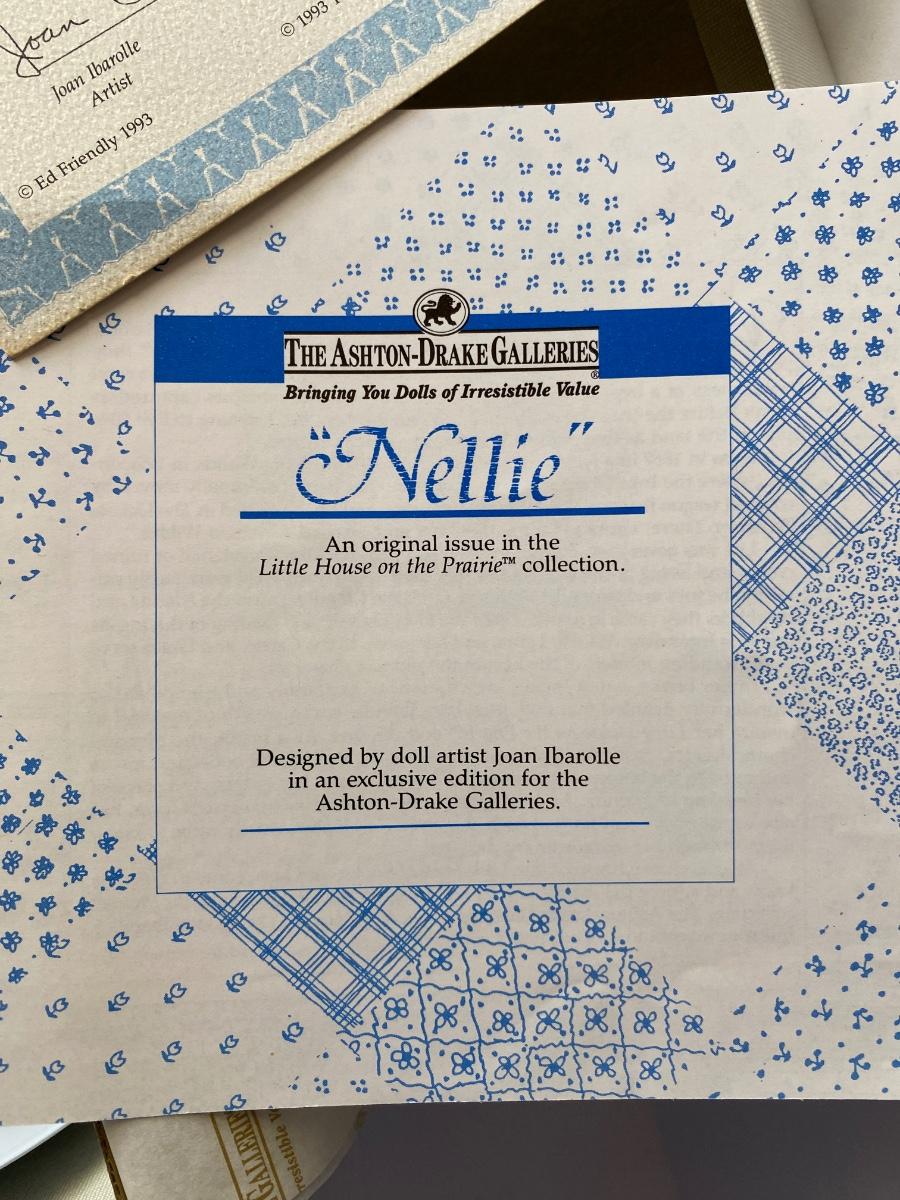 Joan
Joan Ibarolle
Artist
© Ed Friendly 1993
© 1993
THE ASHTON-DRAKE GALLERIES
®
Bringing You Dolls of Irresistible Value
"Nellie"
An original issue in the
Little House on the Prairie™ collection.
Designed by doll artist Joan Ibarolle
in an exclusive edition for the
Ashton-Drake Galleries.